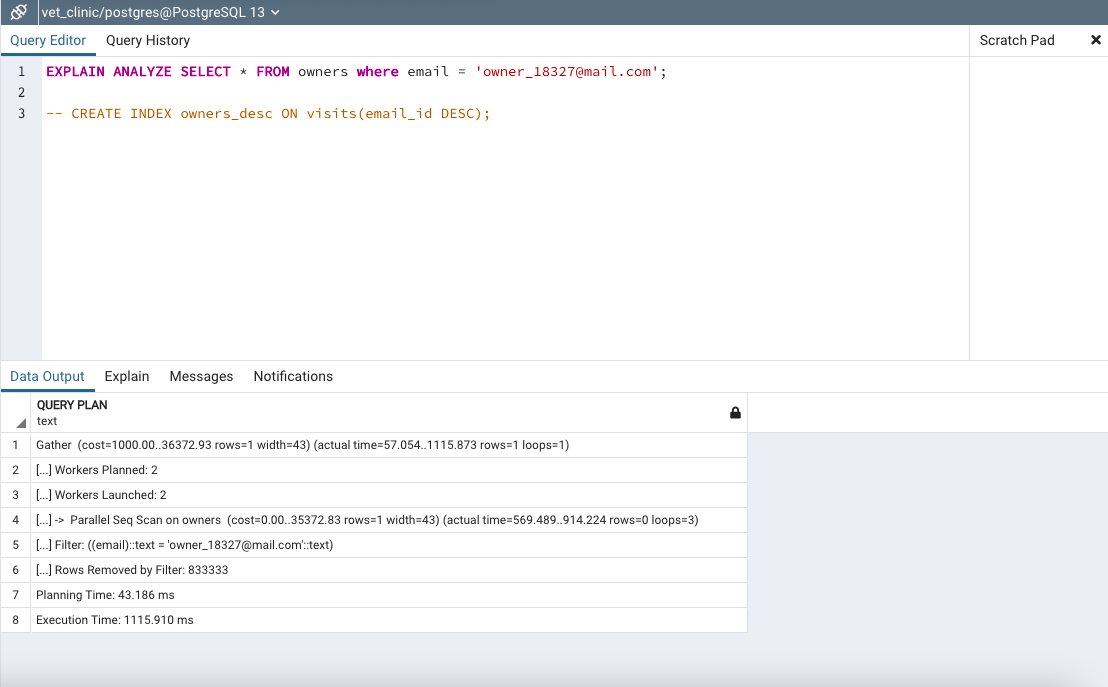 vet_clinic/postgres@PostgreSQL 13
Query Editor Query History Scratch Pad
1 EXPLAIN ANALYZE SELECT * FROM owners where email = 'owner_18327@mail.com';
2
3 -- CREATE INDEX owners_desc ON visits(email_id DESC);
Data Output Explain Messages Notifications
QUERY PLAN
text
1 Gather (cost=1000.00..36372.93 rows=1 width=43) (actual time=57.054..1115.873 rows=1 loops=1)
2 [...] Workers Planned: 2
3 [...] Workers Launched: 2
4 [...] -> Parallel Seq Scan on owners (cost=0.00..35372.83 rows=1 width=43) (actual time=569.489..914.224 rows=0 loops=3)
5 [...] Filter: ((email)::text = 'owner_18327@mail.com'::text)
6 [...] Rows Removed by Filter: 833333
7 Planning Time: 43.186 ms
8 Execution Time: 1115.910 ms